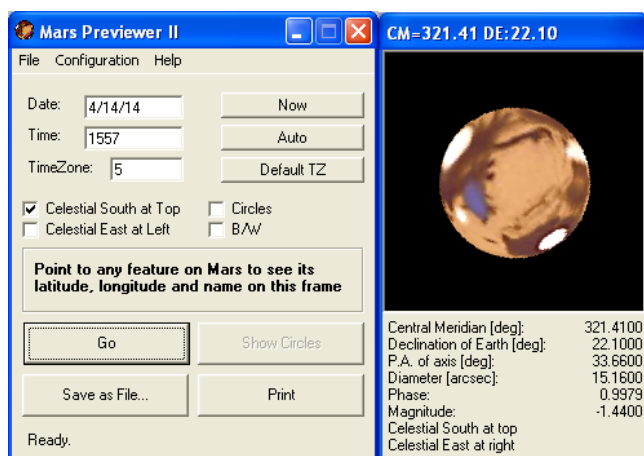 Mars Previewer II
File Configuration Help
Date: 4/14/14 Now
Time: 1557 Auto
TimeZone: 5 Default TZ
Celestial South at Top Circles
Celestial East at Left B/W
Point to any feature on Mars to see its
latitude, longitude and name on this frame
Go Show Circles
Save as File... Print
Ready.
CM=321.41 DE:22.10
Central Meridian [deg]: 321.4100
Declination of Earth [deg]: 22.1000
P.A. of axis [deg]: 33.6600
Diameter [arcsec]: 15.1600
Phase: 0.9979
Magnitude: -1.4400
Celestial South at top
Celestial East at right